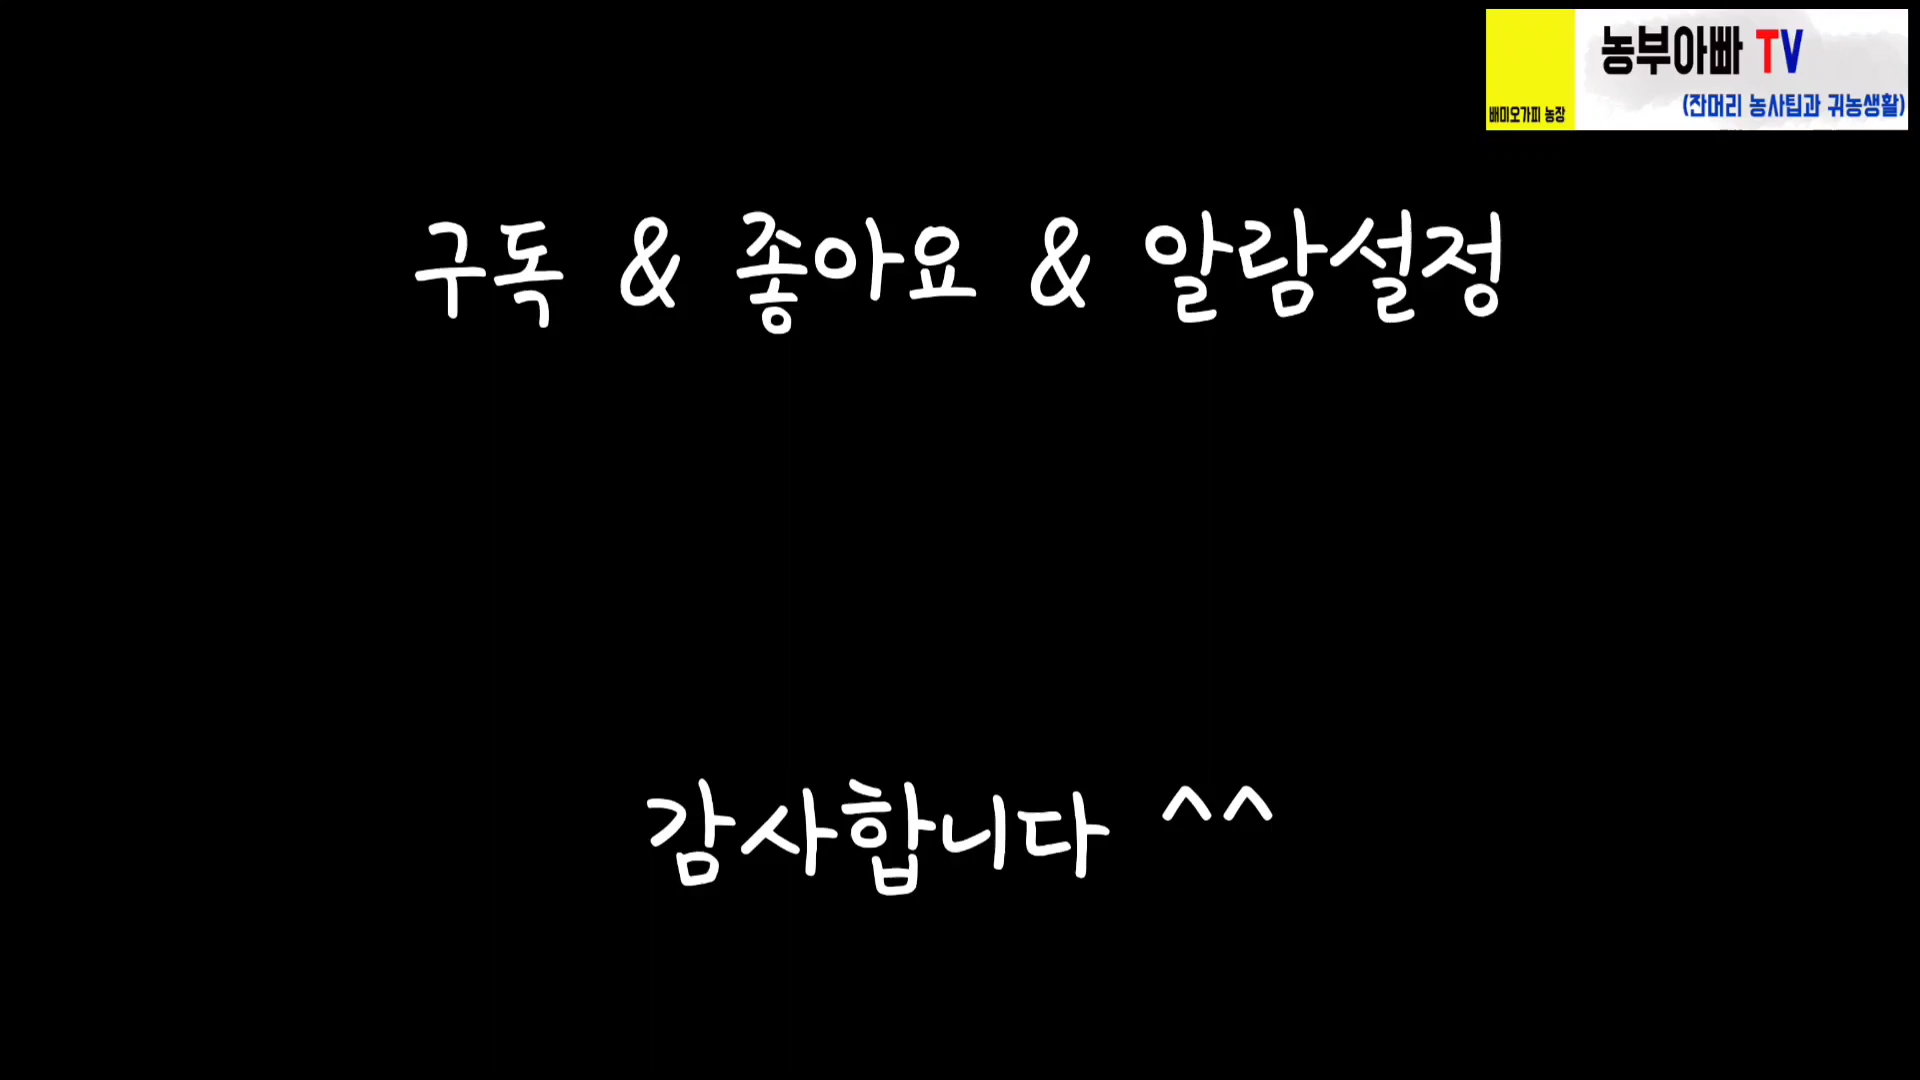 농부아빠 TV
(잔머리 농사팁과 귀농생활)
배미오가피 농장
구독 & 좋아요 & 알람설정
감사합니다 ^^